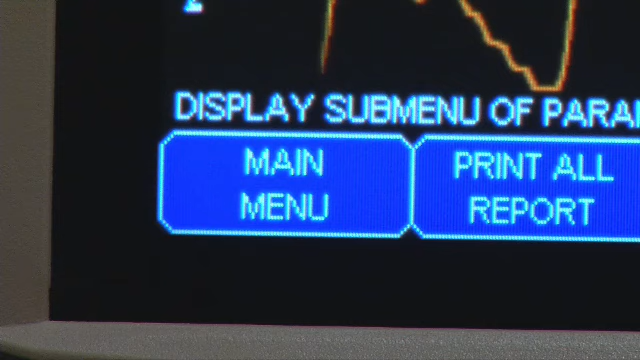 DISPLAY SUBMENU OF
MAIN MENU
PRINT ALL REPORT